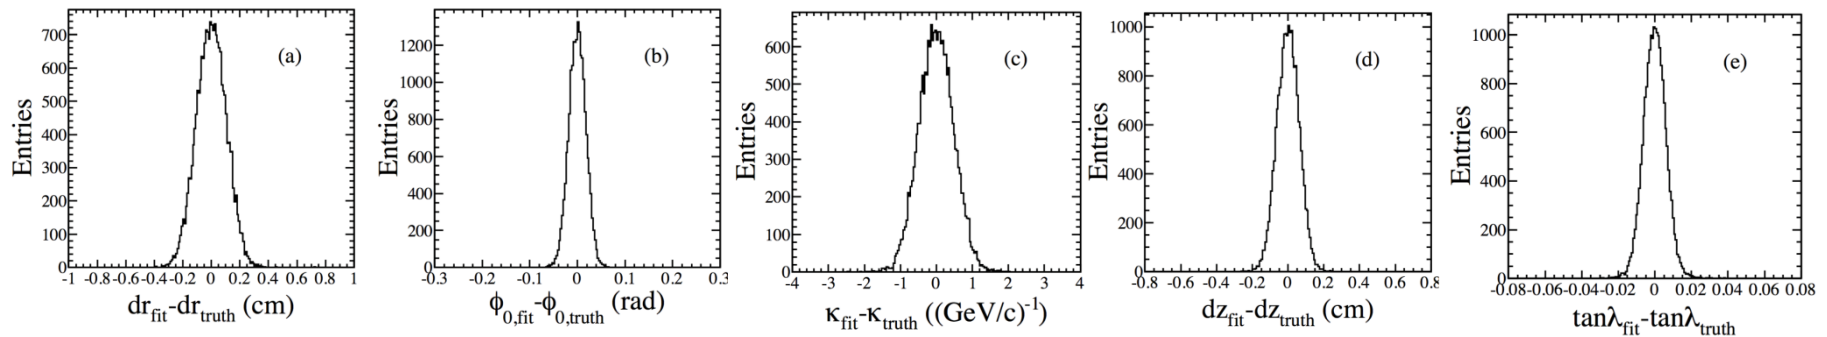 Entries
700
600
500
400
300
200
100
0
(a)
-1 -0.8 -0.6 -0.4 -0.2 0 0.2 0.4 0.6 0.8 1
dr_fit-dr_truth (cm)
Entries
1200
1000
800
600
400
200
0
(b)
-0.3 -0.2 -0.1 0 0.1 0.2 0.3
ϕ_0,fit-ϕ_0,truth (rad)
Entries
600
500
400
300
200
100
0
(c)
-4 -3 -2 -1 0 1 2 3 4
κ_fit-κ_truth ((GeV/c)^-1)
Entries
1000
800
600
400
200
0
(d)
-0.8 -0.6 -0.4 -0.2 0 0.2 0.4 0.6 0.8
dz_fit-dz_truth (cm)
Entries
1000
800
600
400
200
0
(e)
-0.08 -0.06 -0.04 -0.02 0 0.02 0.04 0.06 0.08
tanλ_fit-tanλ_truth